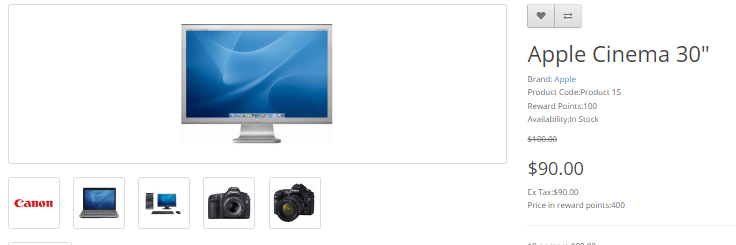 Apple Cinema 30"
Brand: Apple
Product Code:Product 15
Reward Points:100
Availability:In Stock
$100.00
$90.00
Ex Tax:$90.00
Price in reward points:400
Canon